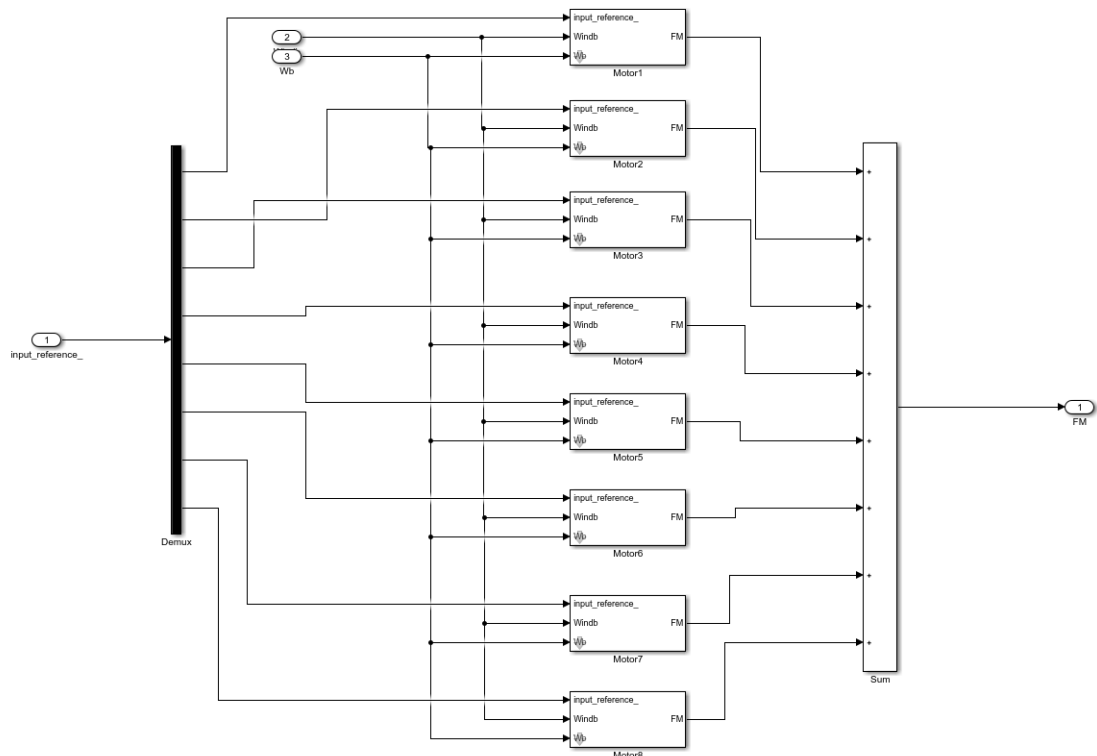 input_reference_
Windb
Wb
FM
Motor1
2
3
Wb
input_reference_
Windb
Wb
FM
Motor2
input_reference_
Windb
Wb
FM
Motor3
input_reference_
Windb
Wb
FM
Motor4
1
input_reference_
input_reference_
Windb
Wb
FM
Motor5
1
FM
input_reference_
Windb
Wb
FM
Motor6
Demux
input_reference_
Windb
Wb
FM
Motor7
Sum
input_reference_
Windb
Wb
FM
Motor8
+
+
+
+
+
+
+
+